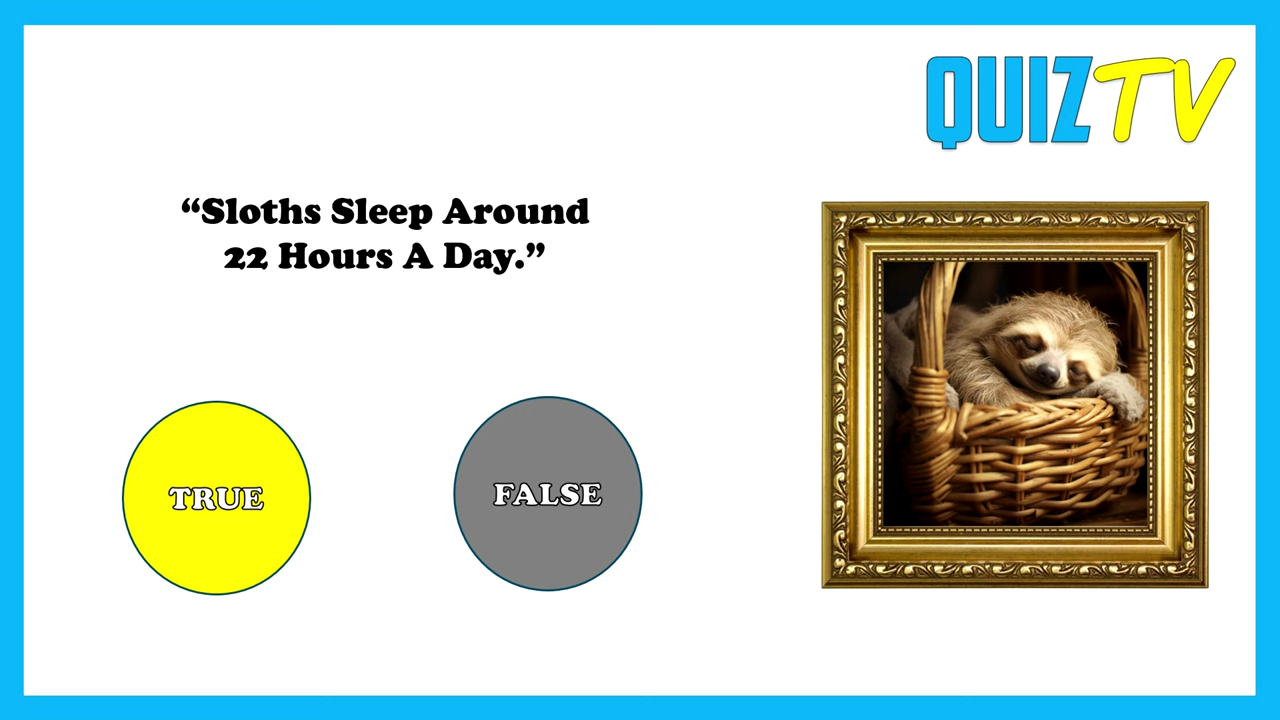 QUIZTV
“Sloths Sleep Around
22 Hours A Day.”
TRUE
FALSE